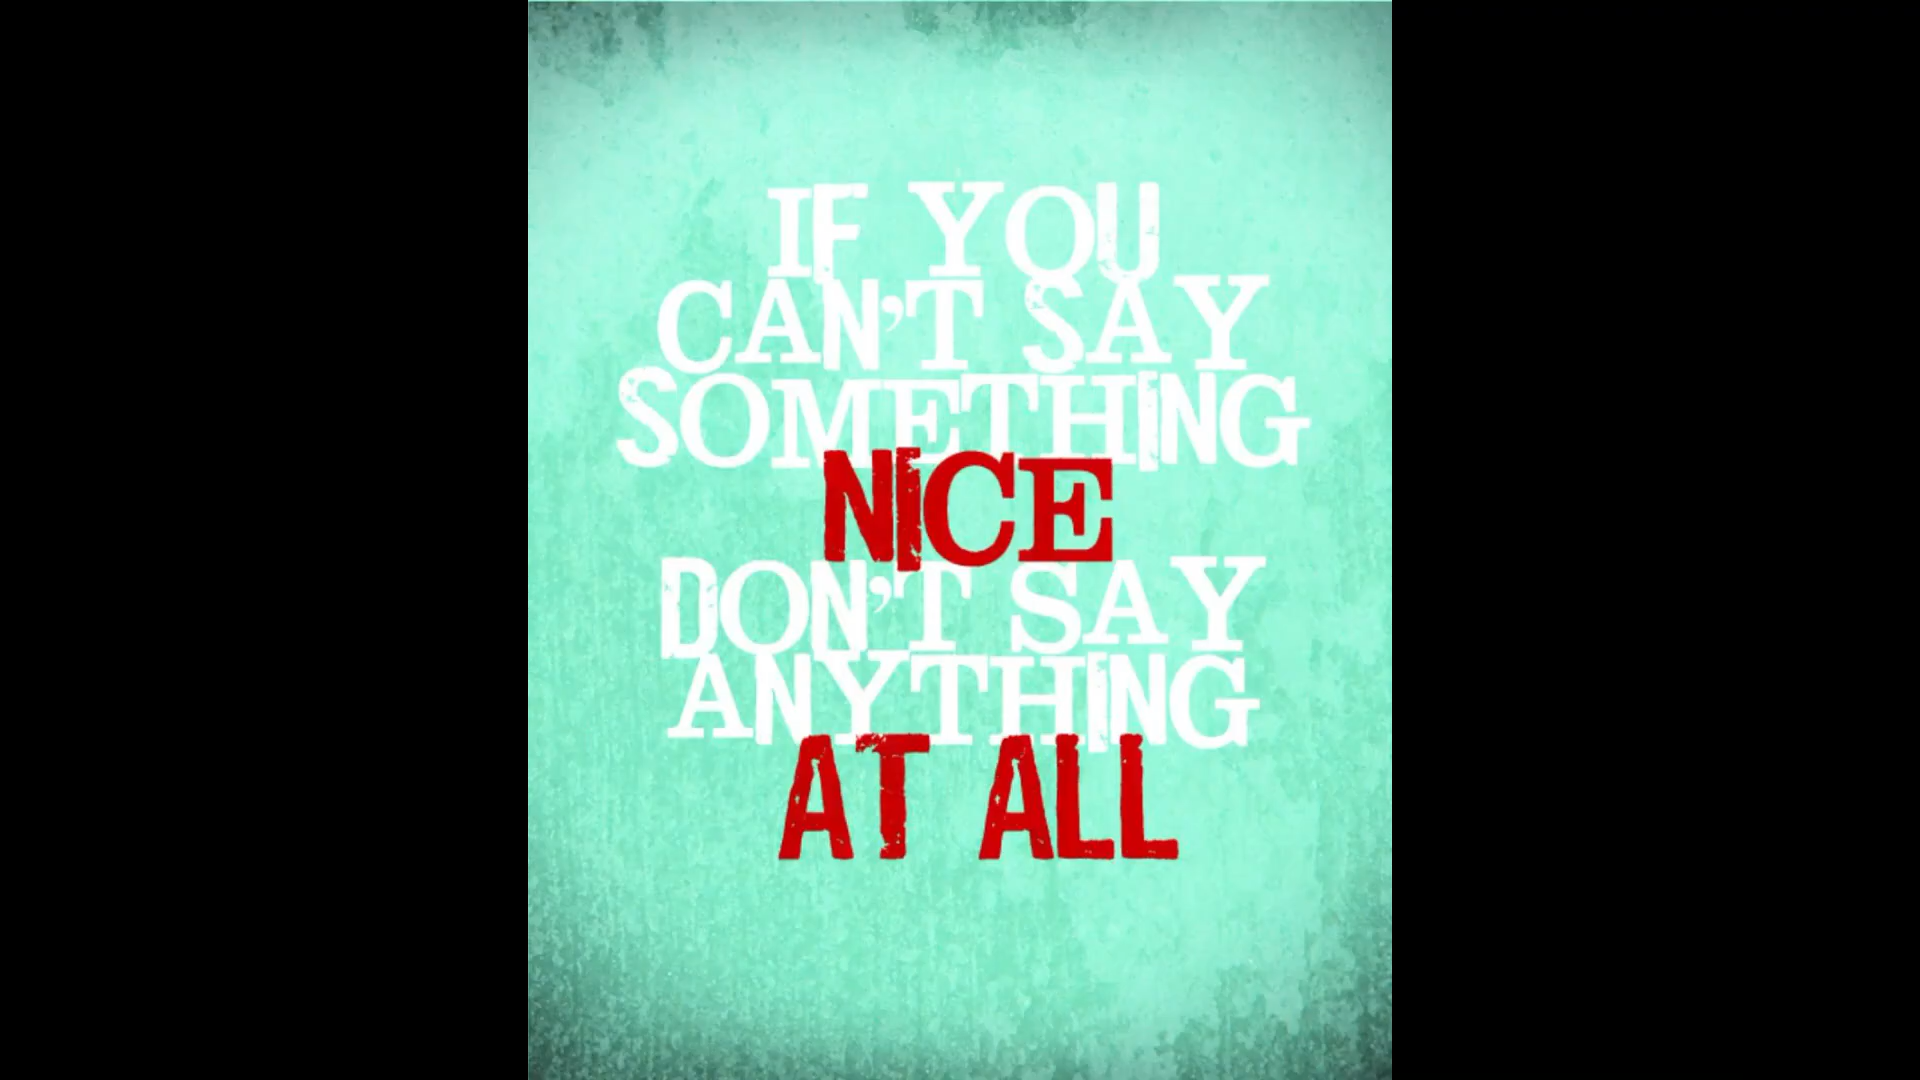 IF YOU
CAN'T SAY
SOMETHING
NICE
DON'T SAY
ANYTHING
AT ALL